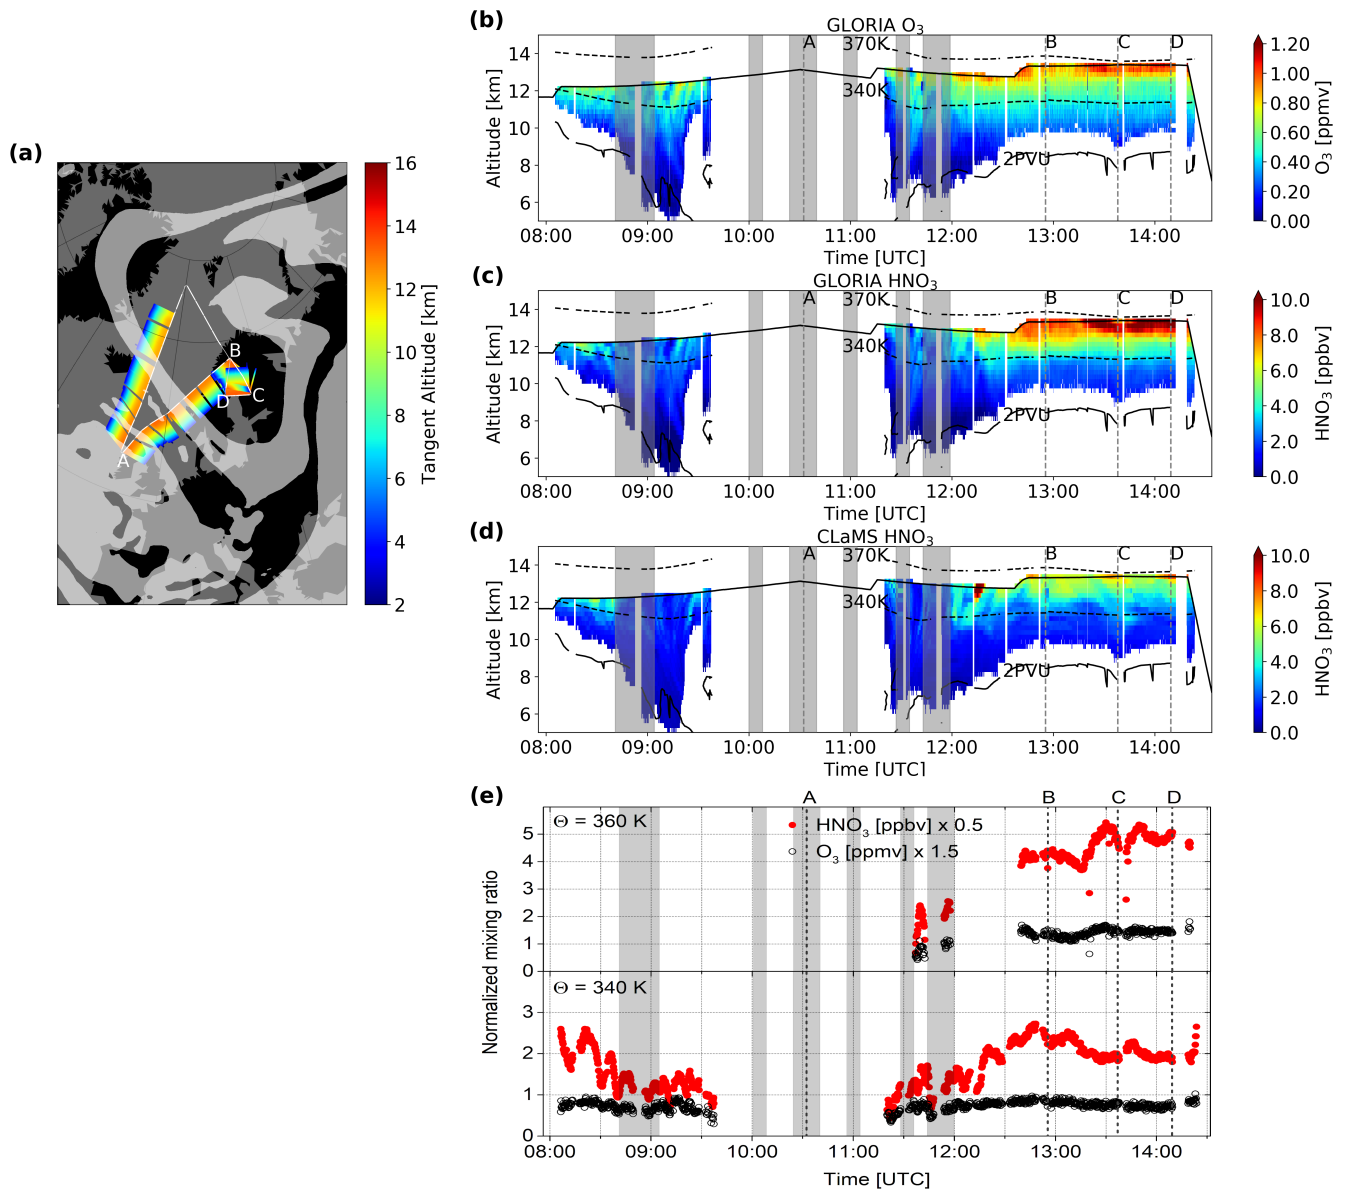 (a)
A
B
C
D
16
14
12
10
8
6
4
2
Tangent Altitude [km]
(b)
GLORIA O3
Altitude [km]
14
12
10
8
6
370K
340K
2PVU
A
B
C
D
08:00 09:00 10:00 11:00 12:00 13:00 14:00
Time [UTC]
1.20
1.00
0.80
0.60
0.40
0.20
0.00
O3 [ppmv]
(c)
GLORIA HNO3
Altitude [km]
14
12
10
8
6
370K
340K
2PVU
A
B
C
D
08:00 09:00 10:00 11:00 12:00 13:00 14:00
Time [UTC]
10.0
8.0
6.0
4.0
2.0
0.0
HNO3 [ppbv]
(d)
CLaMS HNO3
Altitude [km]
14
12
10
8
6
370K
340K
2PVU
A
B
C
D
08:00 09:00 10:00 11:00 12:00 13:00 14:00
Time [UTC]
10.0
8.0
6.0
4.0
2.0
0.0
HNO3 [ppbv]
(e)
A
B
C
D
Θ = 360 K
HNO3 [ppbv] x 0.5
O3 [ppmv] x 1.5
Normalized mixing ratio
5
4
3
2
1
0
Θ = 340 K
3
2
1
0
08:00 09:00 10:00 11:00 12:00 13:00 14:00
Time [UTC]